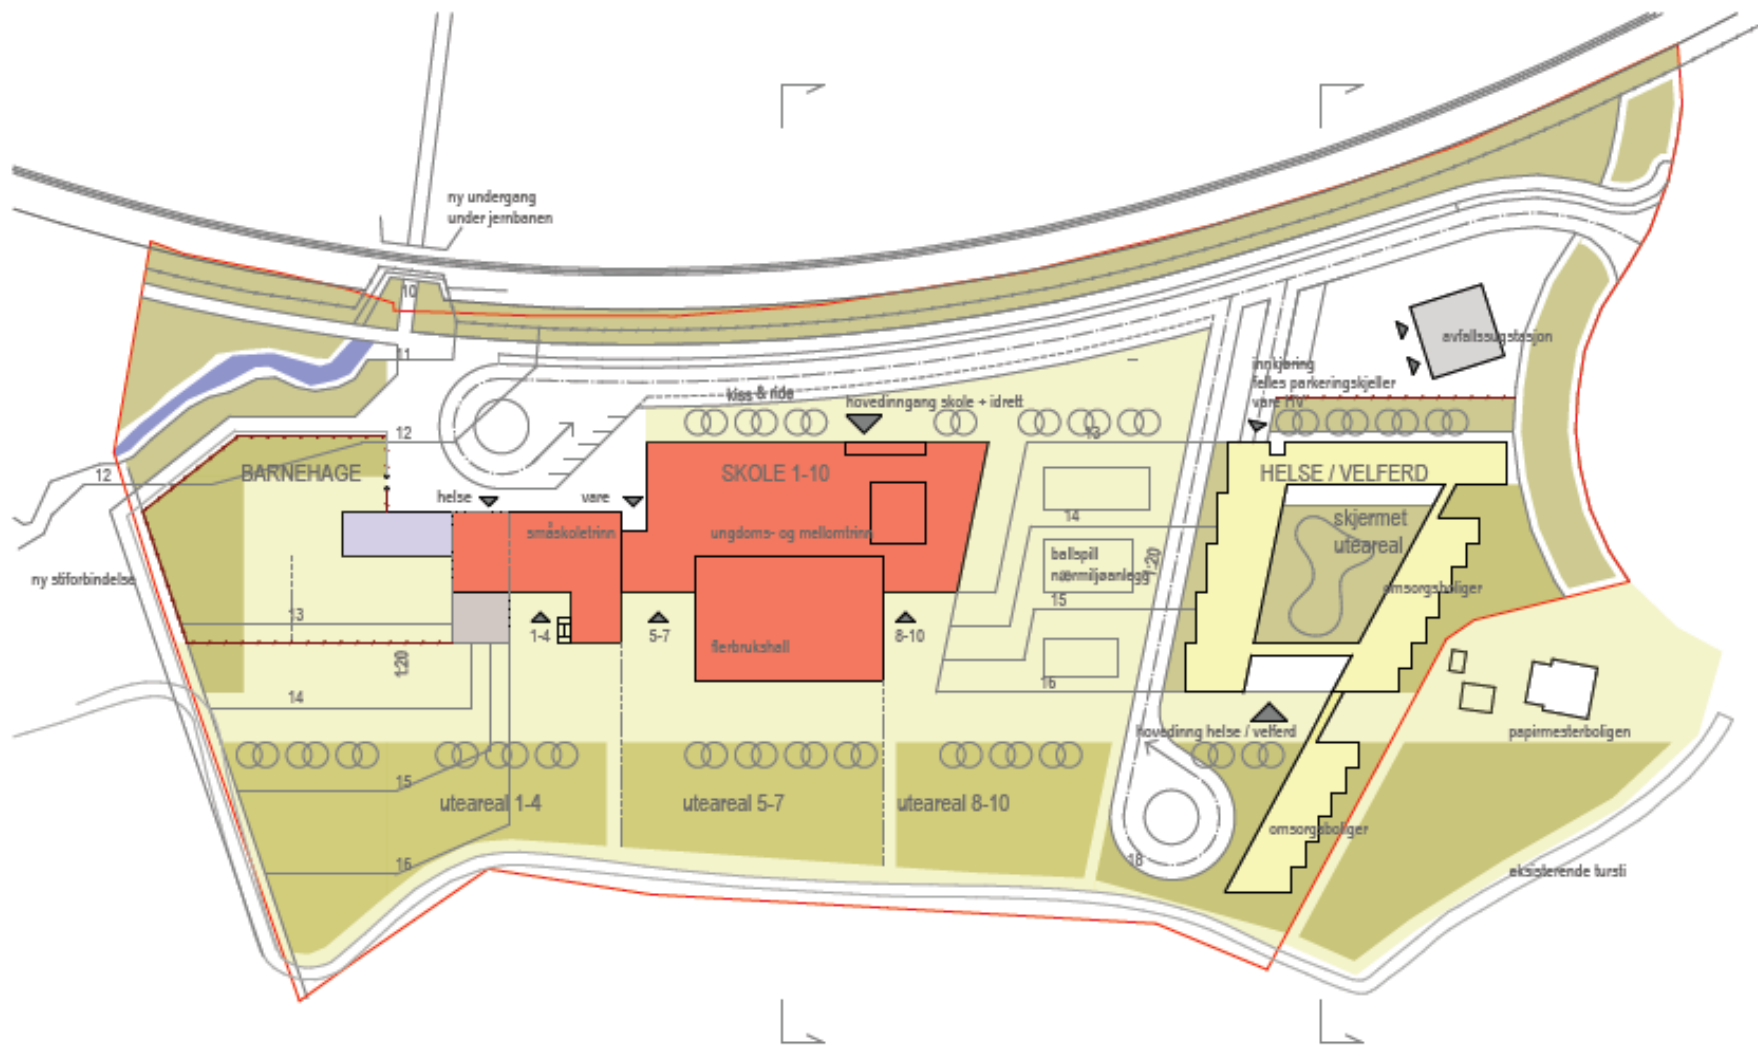 ny undergang
under jernbanen
10
11
kiss & ride
hovedinngang skole + idrett
innkjøring
felles parkeringskjeller
vare HV
avfallssugstasjon
12
12
13
BARNEHAGE
helse
vare
SKOLE 1-10
HELSE / VELFERD
småskoletrinn
ungdoms- og mellomtrinn
14
skjermet
uteareal
ballspill
nærmiljøanlegg
1:20
omsorgsboliger
ny stiforbindelse
13
15
1-4
5-7
8-10
flerbrukshall
1:20
16
14
hovedinng helse / velferd
papirmesterboligen
15
uteareal 1-4
uteareal 5-7
uteareal 8-10
omsorgsboliger
16
18
eksisterende tursti